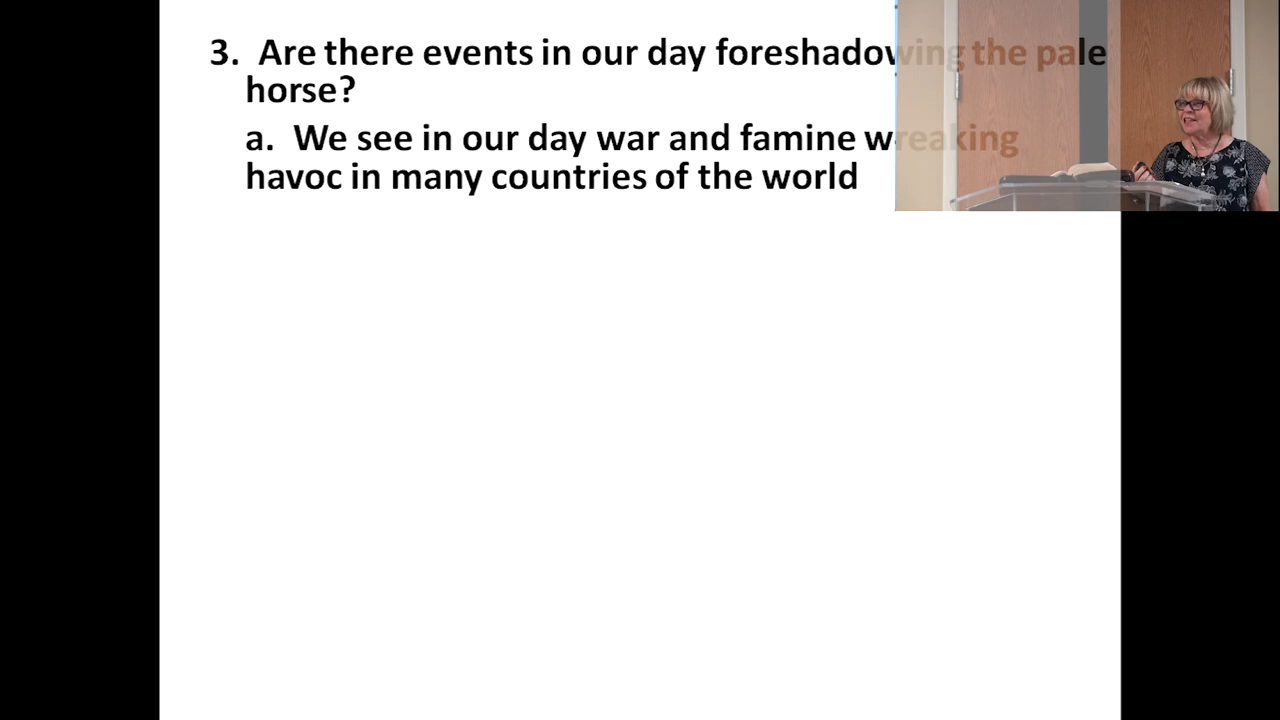 3. Are there events in our day foreshadowing the pale
horse?
a. We see in our day war and famine wreaking
havoc in many countries of the world